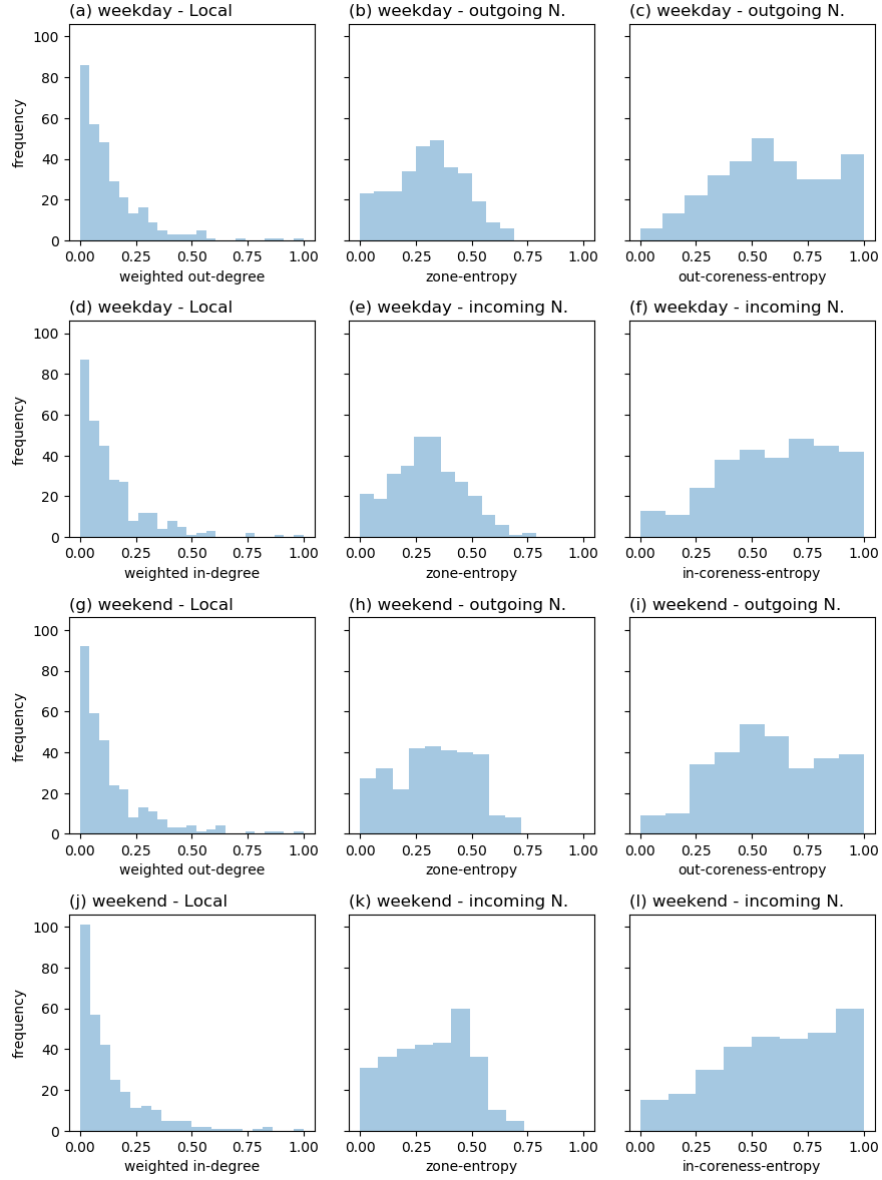 (a) weekday - Local
(b) weekday - outgoing N.
(c) weekday - outgoing N.
100
80
60
40
20
0
frequency
0.00 0.25 0.50 0.75 1.00
0.00 0.25 0.50 0.75 1.00
0.00 0.25 0.50 0.75 1.00
weighted out-degree
zone-entropy
out-coreness-entropy
(d) weekday - Local
(e) weekday - incoming N.
(f) weekday - incoming N.
100
80
60
40
20
0
frequency
0.00 0.25 0.50 0.75 1.00
0.00 0.25 0.50 0.75 1.00
0.00 0.25 0.50 0.75 1.00
weighted in-degree
zone-entropy
in-coreness-entropy
(g) weekend - Local
(h) weekend - outgoing N.
(i) weekend - outgoing N.
100
80
60
40
20
0
frequency
0.00 0.25 0.50 0.75 1.00
0.00 0.25 0.50 0.75 1.00
0.00 0.25 0.50 0.75 1.00
weighted out-degree
zone-entropy
out-coreness-entropy
(j) weekend - Local
(k) weekend - incoming N.
(l) weekend - incoming N.
100
80
60
40
20
0
frequency
0.00 0.25 0.50 0.75 1.00
0.00 0.25 0.50 0.75 1.00
0.00 0.25 0.50 0.75 1.00
weighted in-degree
zone-entropy
in-coreness-entropy